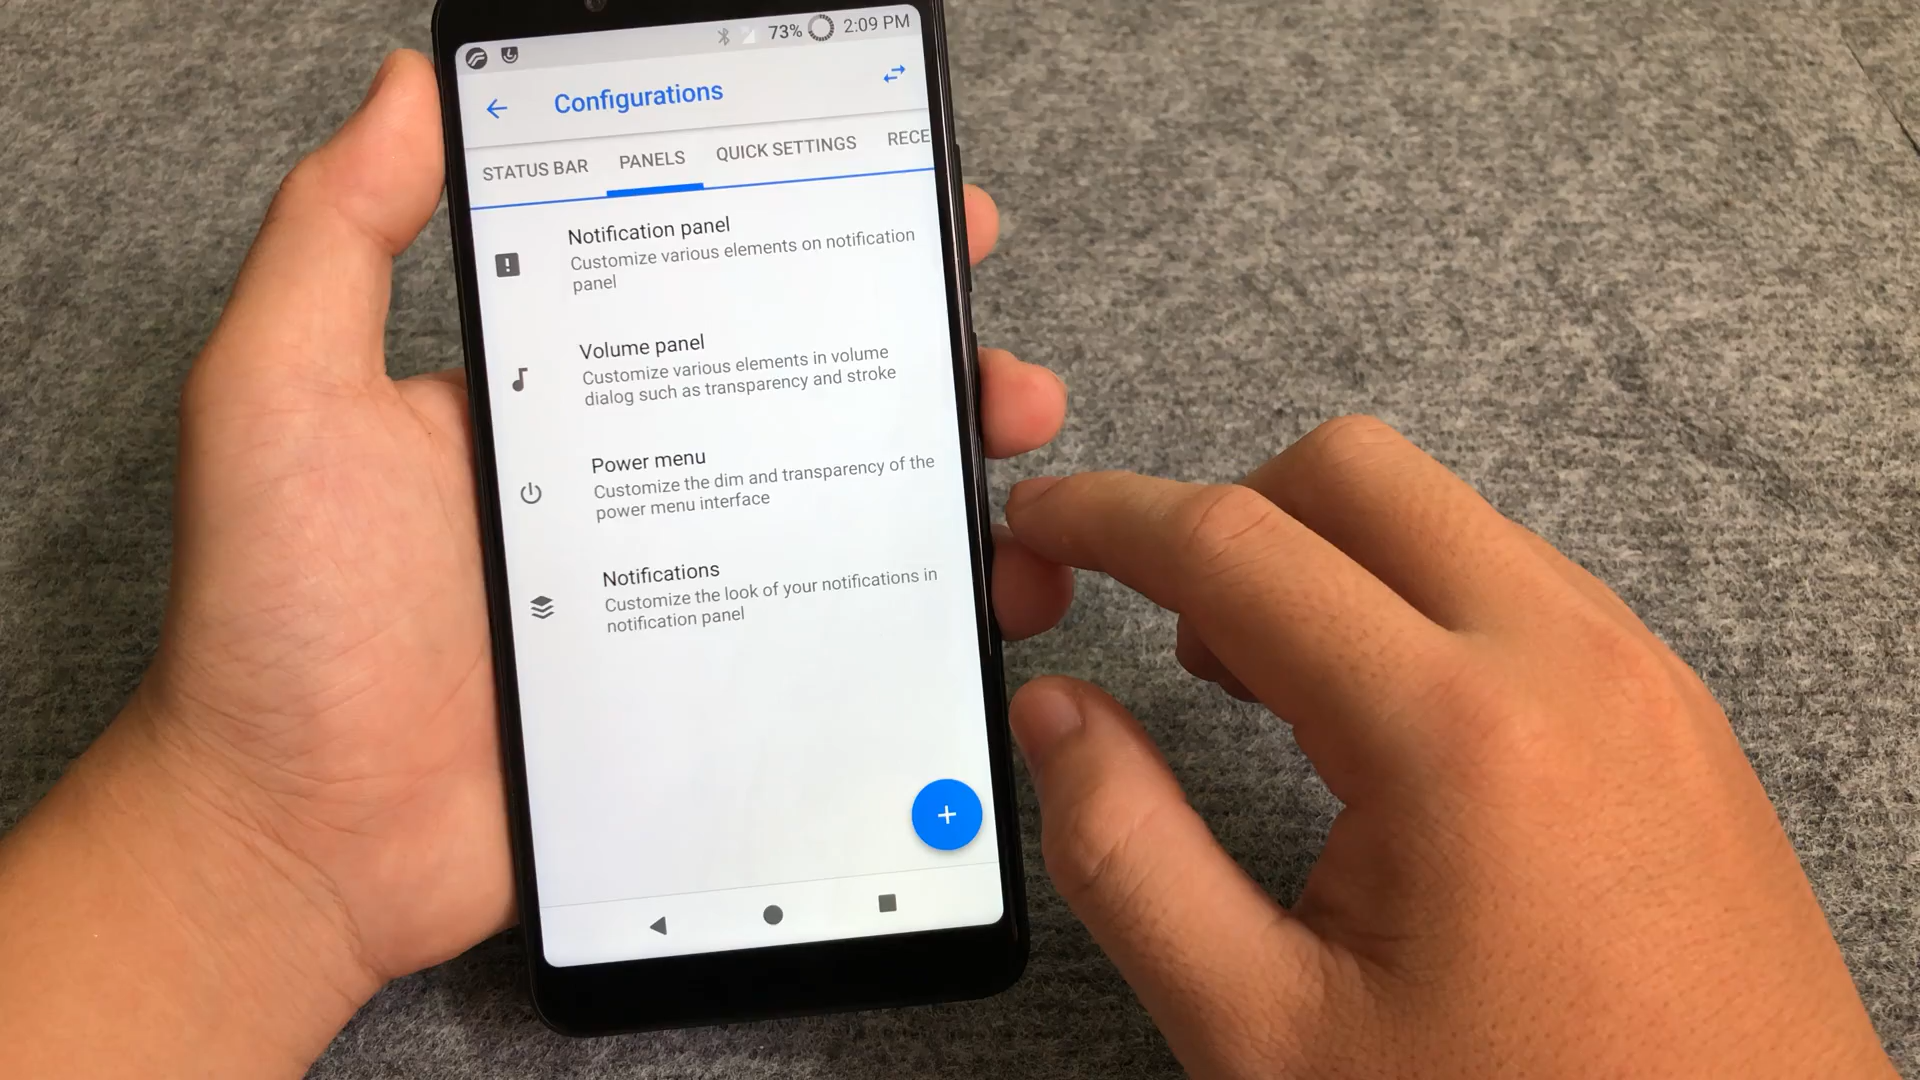 73% 2:09 PM
Configurations
STATUS BAR PANELS QUICK SETTINGS RECE
Notification panel
Customize various elements on notification
panel
Volume panel
Customize various elements in volume
dialog such as transparency and stroke
Power menu
Customize the dim and transparency of the
power menu interface
Notifications
Customize the look of your notifications in
notification panel